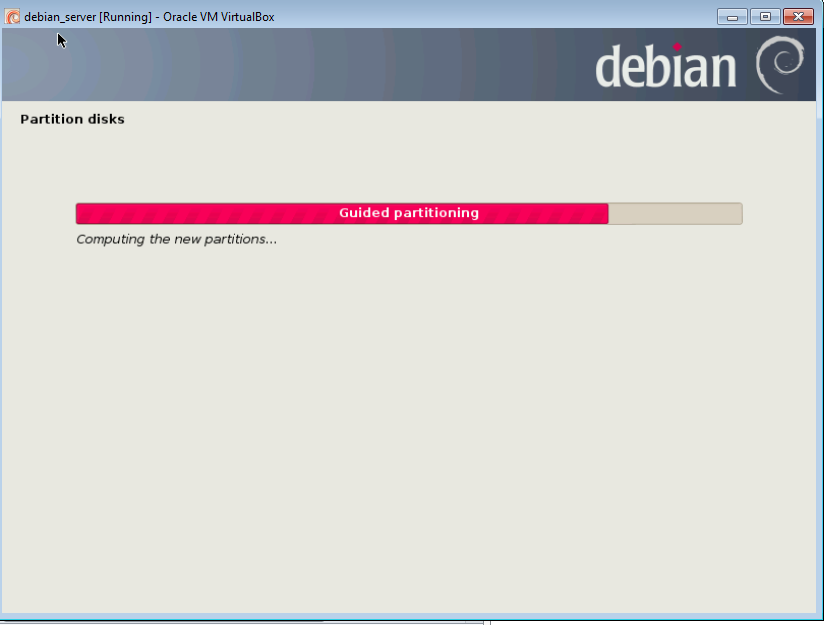 debian_server [Running] - Oracle VM VirtualBox
debian
Partition disks
Guided partitioning
Computing the new partitions...